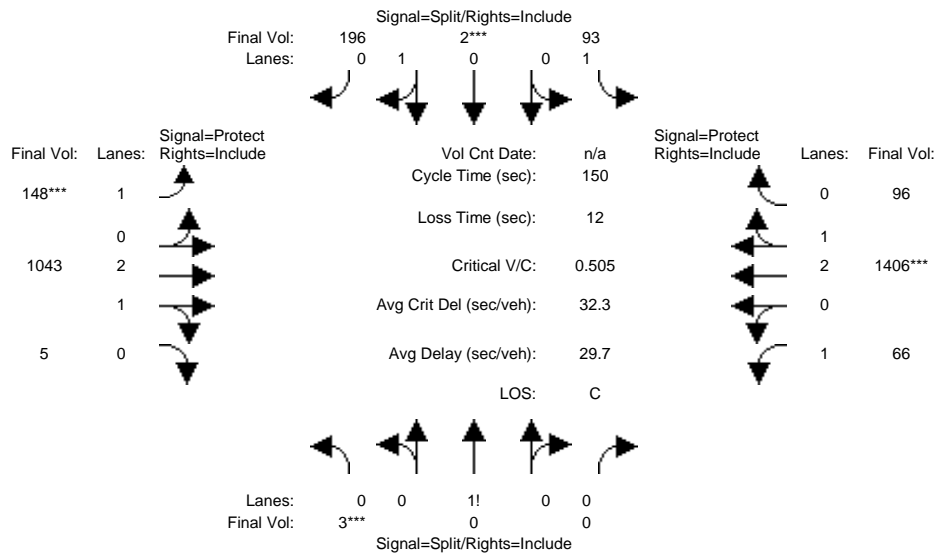 Signal=Split/Rights=Include
Final Vol: 196 2*** 93
Lanes: 0 1 0 0 1
Signal=Protect
Final Vol: Lanes: Rights=Include
Vol Cnt Date: n/a
Signal=Protect
Rights=Include Lanes: Final Vol:
Cycle Time (sec): 150
148*** 1
0 96
Loss Time (sec): 12
0
1
1043 2
Critical V/C: 0.505
2 1406***
1
Avg Crit Del (sec/veh): 32.3
0
5 0
Avg Delay (sec/veh): 29.7
1 66
LOS: C
Lanes: 0 0 1! 0 0
Final Vol: 3*** 0 0
Signal=Split/Rights=Include